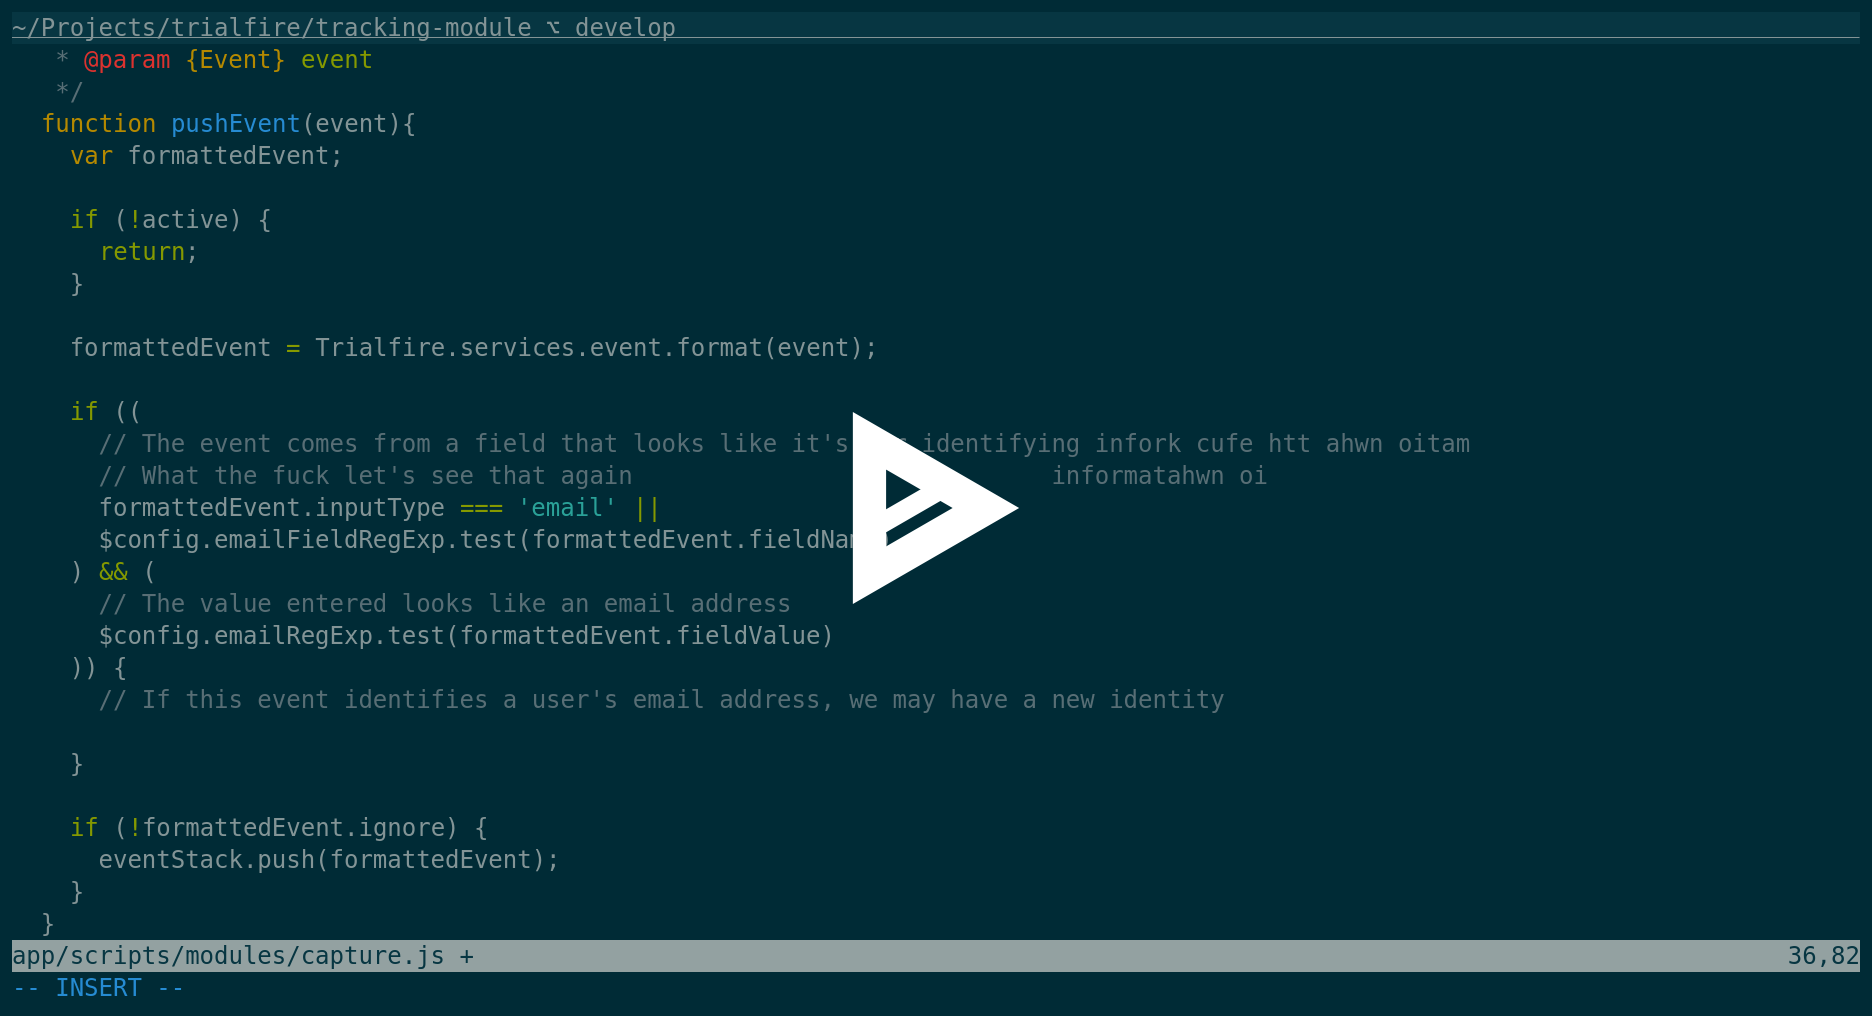 ~/Projects/trialfire/tracking-module ⌥ develop
* @param {Event} event
*/
function pushEvent(event){
var formattedEvent;
if (!active) {
return;
}
formattedEvent = Trialfire.services.event.format(event);
if ((
// The event comes from a field that looks like it's identifying infork cufe htt ahwn oitam
// What the fuck let's see that again informatahwn oi
formattedEvent.inputType === 'email' ||
$config.emailFieldRegExp.test(formattedEvent.fieldName)
) && (
// The value entered looks like an email address
$config.emailRegExp.test(formattedEvent.fieldValue)
)) {
// If this event identifies a user's email address, we may have a new identity
}
if (!formattedEvent.ignore) {
eventStack.push(formattedEvent);
}
}
app/scripts/modules/capture.js + 36,82
-- INSERT --